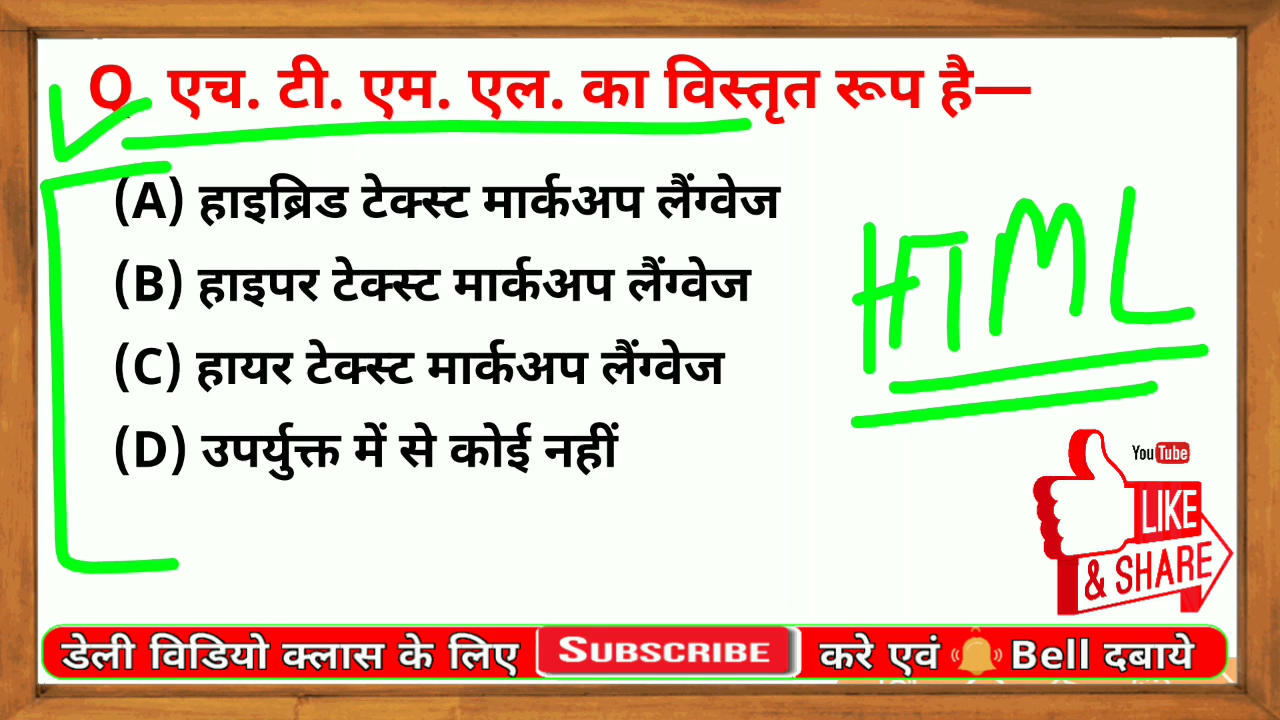 Q एच. टी. एम. एल. का विस्तृत रूप है—
(A) हाइब्रिड टेक्स्ट मार्कअप लैंग्वेज
(B) हाइपर टेक्स्ट मार्कअप लैंग्वेज
(C) हायर टेक्स्ट मार्कअप लैंग्वेज
(D) उपर्युक्त में से कोई नहीं
HTML
YouTube
LIKE
& SHARE
डेली विडियो क्लास के लिए SUBSCRIBE करे एवं Bell दबाये